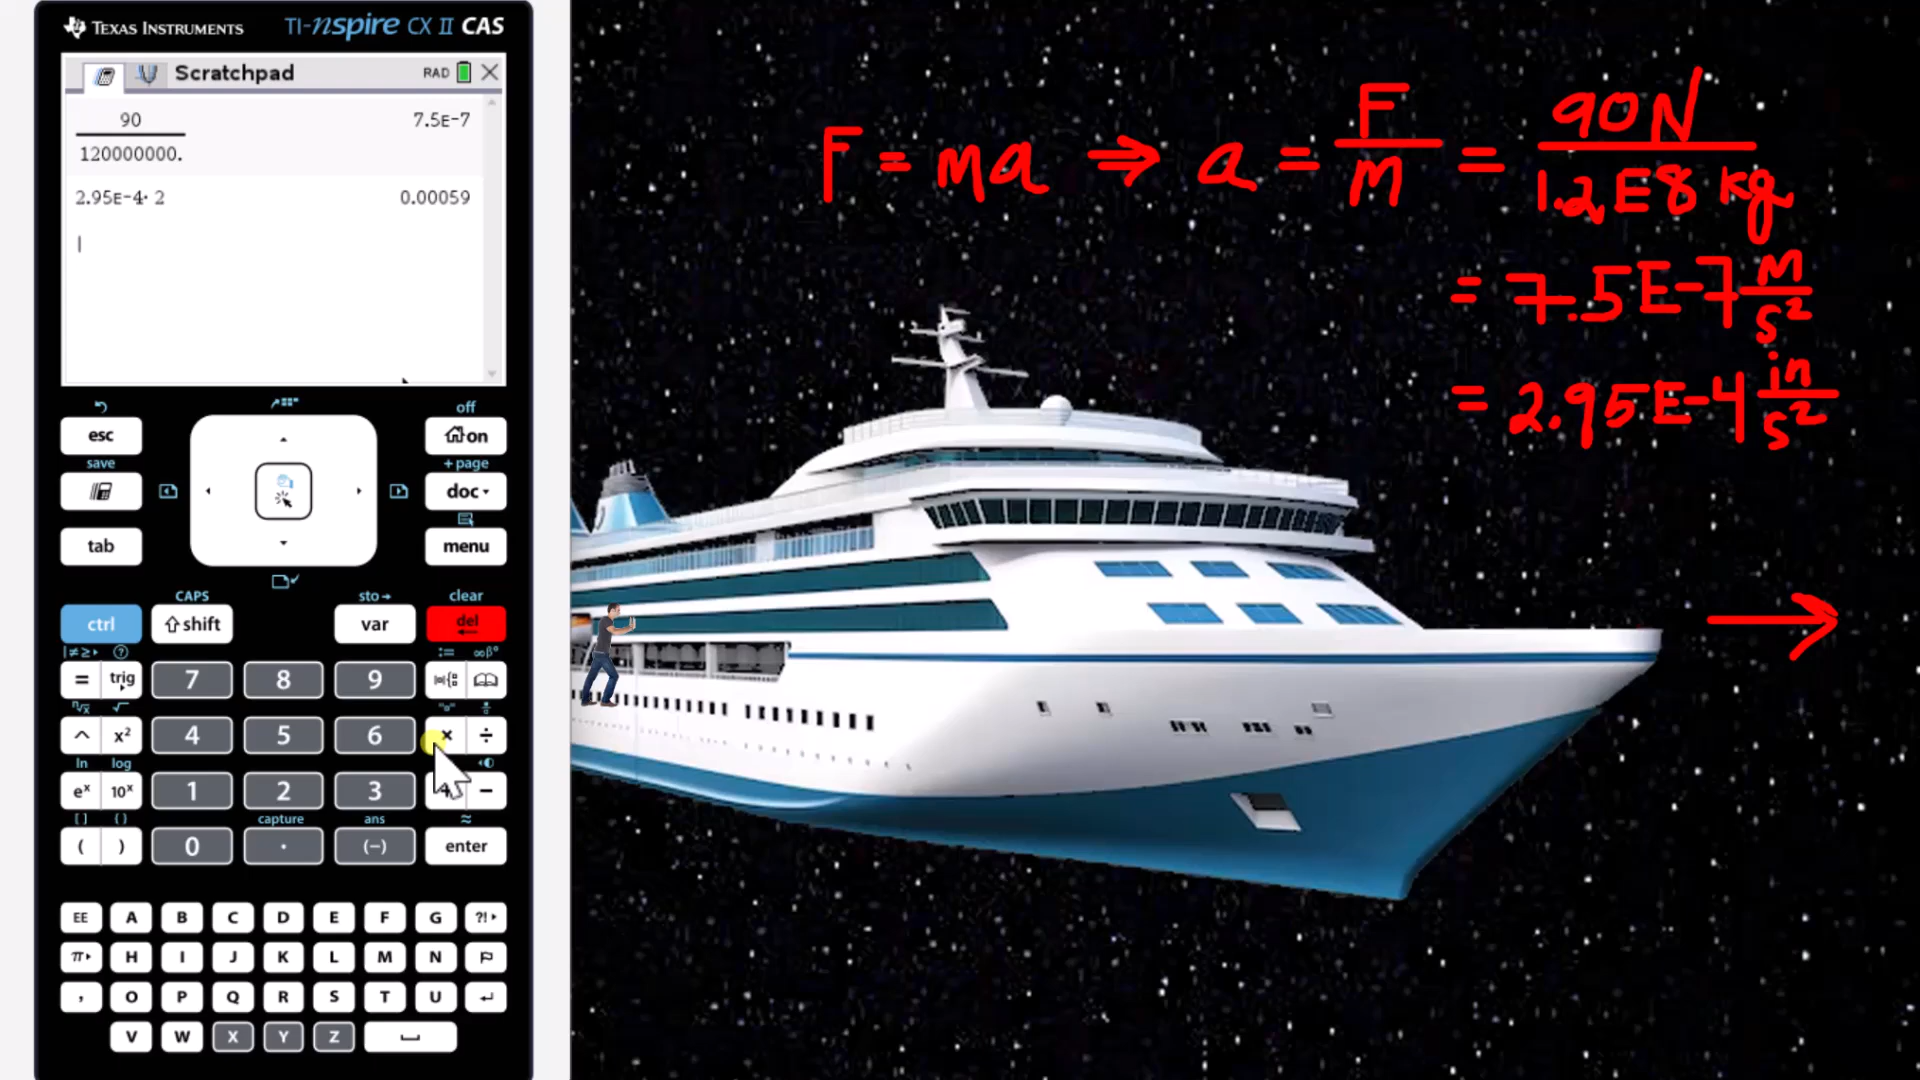 TEXAS INSTRUMENTS TI-nspire CX II CAS
Scratchpad RAD
90
120000000.
7.5E-7
2.95E-4· 2 0.00059
off
esc on
save + page
doc
tab menu
CAPS sto→ clear
ctrl shift var del
= trig 7 8 9
^ x² 4 5 6 × ÷
ln log
eˣ 10ˣ 1 2 3 −
[ ] { } capture ans ≈
( ) 0 . (−) enter
EE A B C D E F G ?!
π H I J K L M N
, O P Q R S T U
V W X Y Z
F = ma ⇒ a = F/m = 90N/1.2E8 kg
= 7.5E-7 m/s²
= 2.95E-4 in/s²